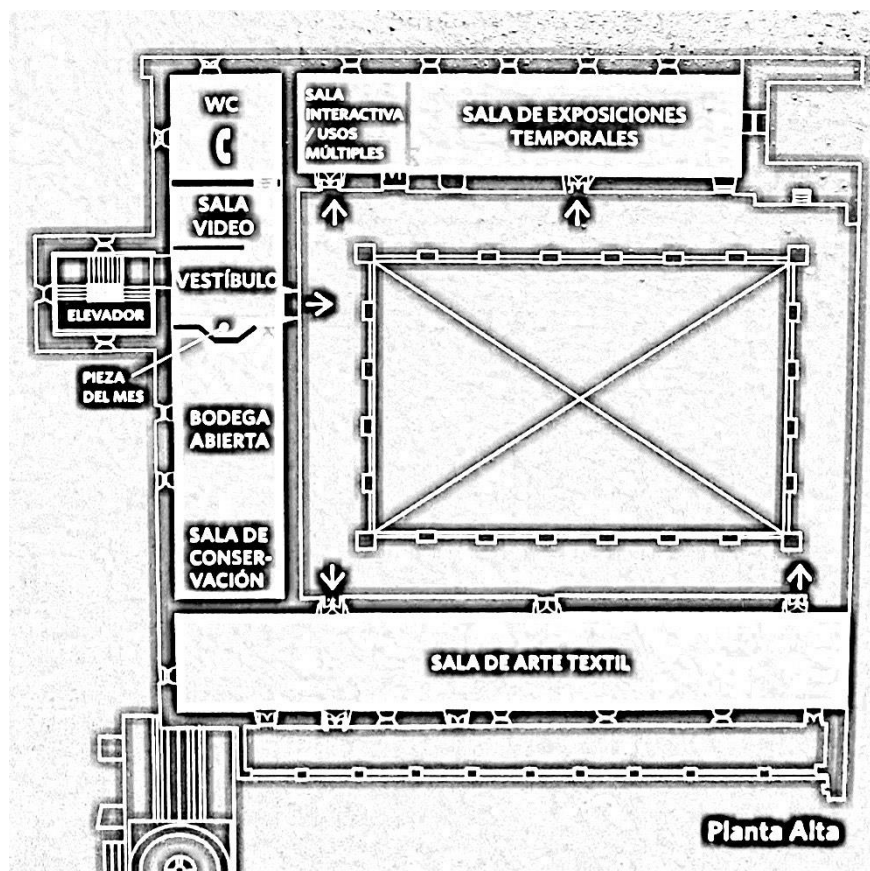 WC
SALA
INTERACTIVA
/ USOS
MÚLTIPLES
SALA DE EXPOSICIONES
TEMPORALES
SALA
VIDEO
VESTÍBULO
ELEVADOR
PIEZA
DEL MES
BODEGA
ABIERTA
SALA DE
CONSER-
VACIÓN
SALA DE ARTE TEXTIL
Planta Alta